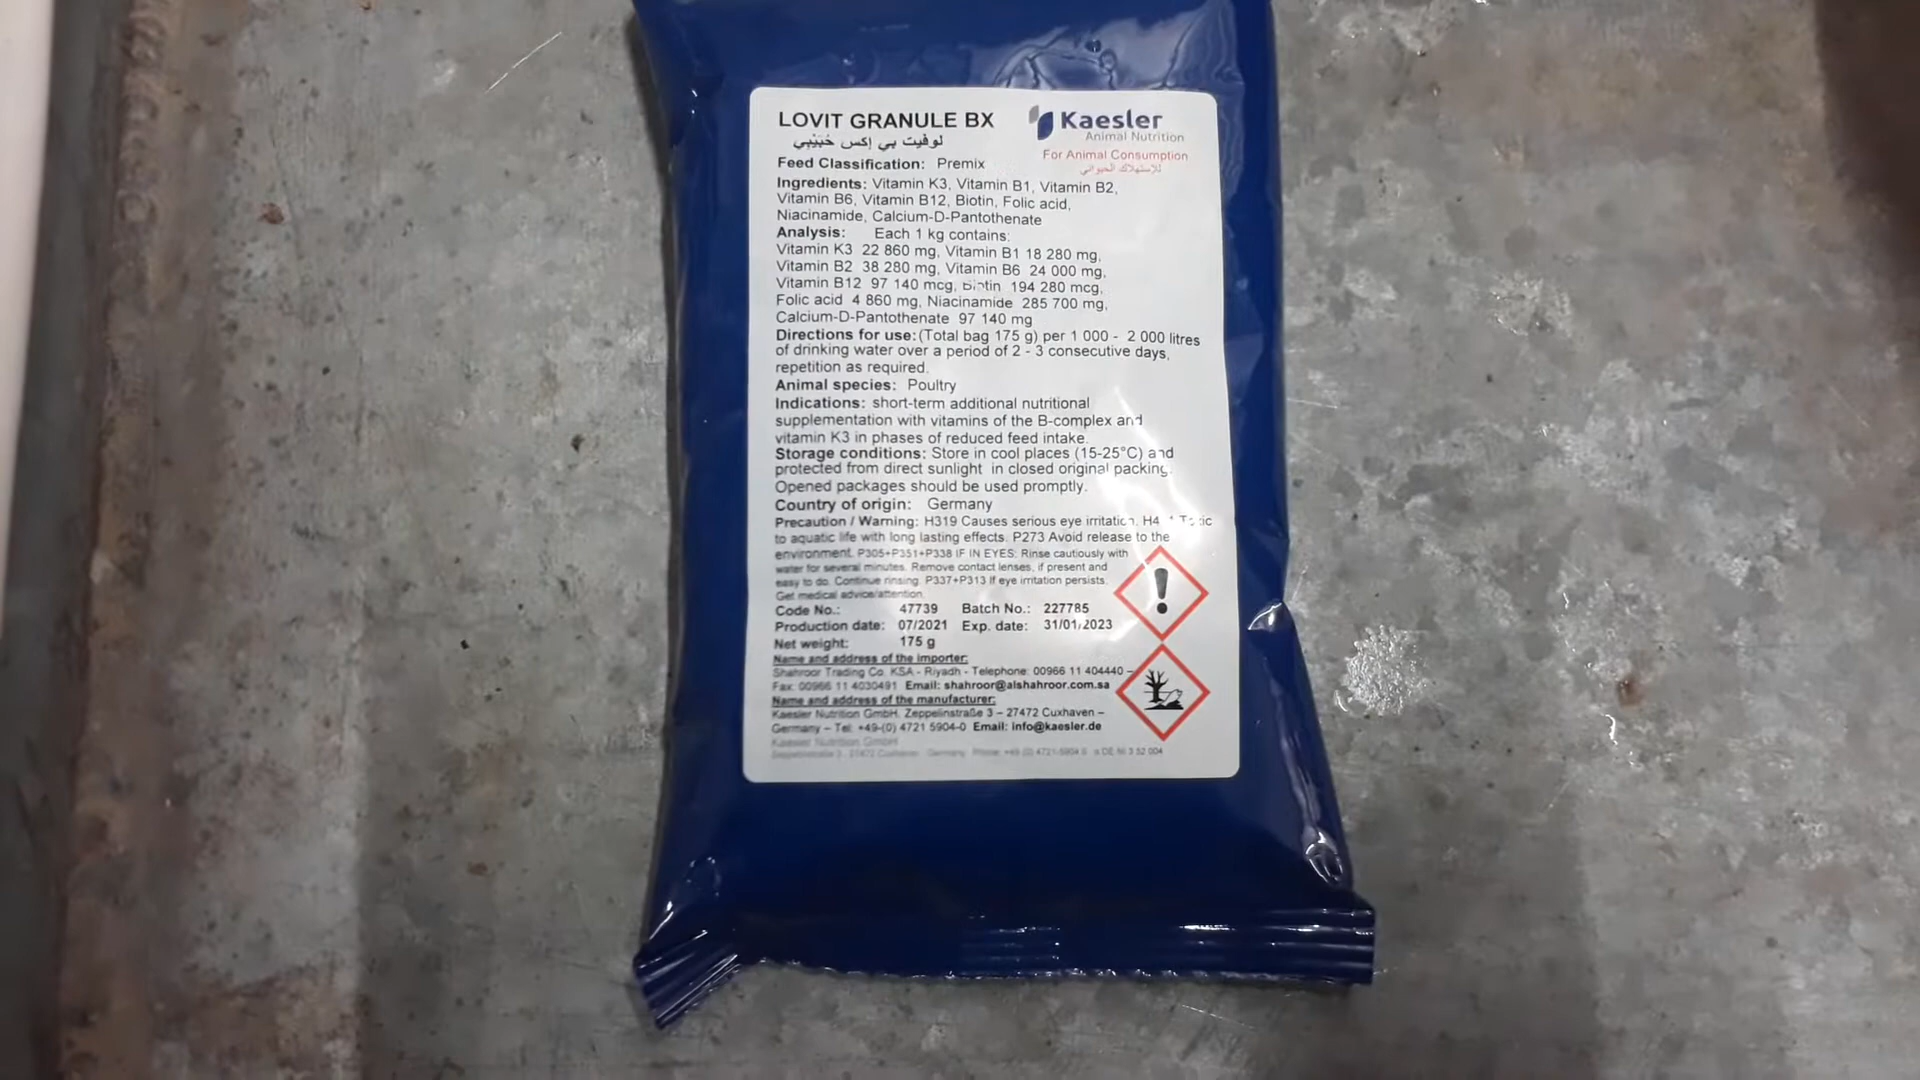 LOVIT GRANULE BX
Kaesler
Animal Nutrition
لوفيت بي إكس حُبَيْبي
For Animal Consumption
للإستهلاك الحيواني
Feed Classification: Premix
Ingredients: Vitamin K3, Vitamin B1, Vitamin B2,
Vitamin B6, Vitamin B12, Biotin, Folic acid,
Niacinamide, Calcium-D-Pantothenate
Analysis: Each 1 kg contains:
Vitamin K3 22 860 mg, Vitamin B1 18 280 mg,
Vitamin B2 38 280 mg, Vitamin B6 24 000 mg,
Vitamin B12 97 140 mcg, Biotin 194 280 mcg,
Folic acid 4 860 mg, Niacinamide 285 700 mg,
Calcium-D-Pantothenate 97 140 mg
Directions for use: (Total bag 175 g) per 1 000 - 2 000 litres
of drinking water over a period of 2 - 3 consecutive days,
repetition as required.
Animal species: Poultry
Indications: short-term additional nutritional
supplementation with vitamins of the B-complex and
vitamin K3 in phases of reduced feed intake.
Storage conditions: Store in cool places (15-25°C) and
protected from direct sunlight in closed original packing.
Opened packages should be used promptly.
Country of origin: Germany
Precaution / Warning: H319 Causes serious eye irritation, Toxic
to aquatic life with long lasting effects. P273 Avoid release to the
environment. P305+P351+P338 IF IN EYES: Rinse cautiously with
water for several minutes. Remove contact lenses, if present and
easy to do. Continue rinsing. P337+P313 If eye irritation persists:
Get medical advice/attention.
Code No.: 47739 Batch No.: 227785
Production date: 07/2021 Exp. date: 31/01/2023
Net weight: 175 g
Name and address of the importer:
Shahroor Trading Co. KSA - Riyadh - Telephone: 00966 11 404440 –
Fax: 00966 11 4030491 Email: shahroor@alshahroor.com.sa
Name and address of the manufacturer:
Kaesler Nutrition GmbH. Zeppelinstraße 3 – 27472 Cuxhaven –
Germany – Tel: +49-(0) 4721 5904-0 Email: info@kaesler.de
Kaesler Nutrition GmbH